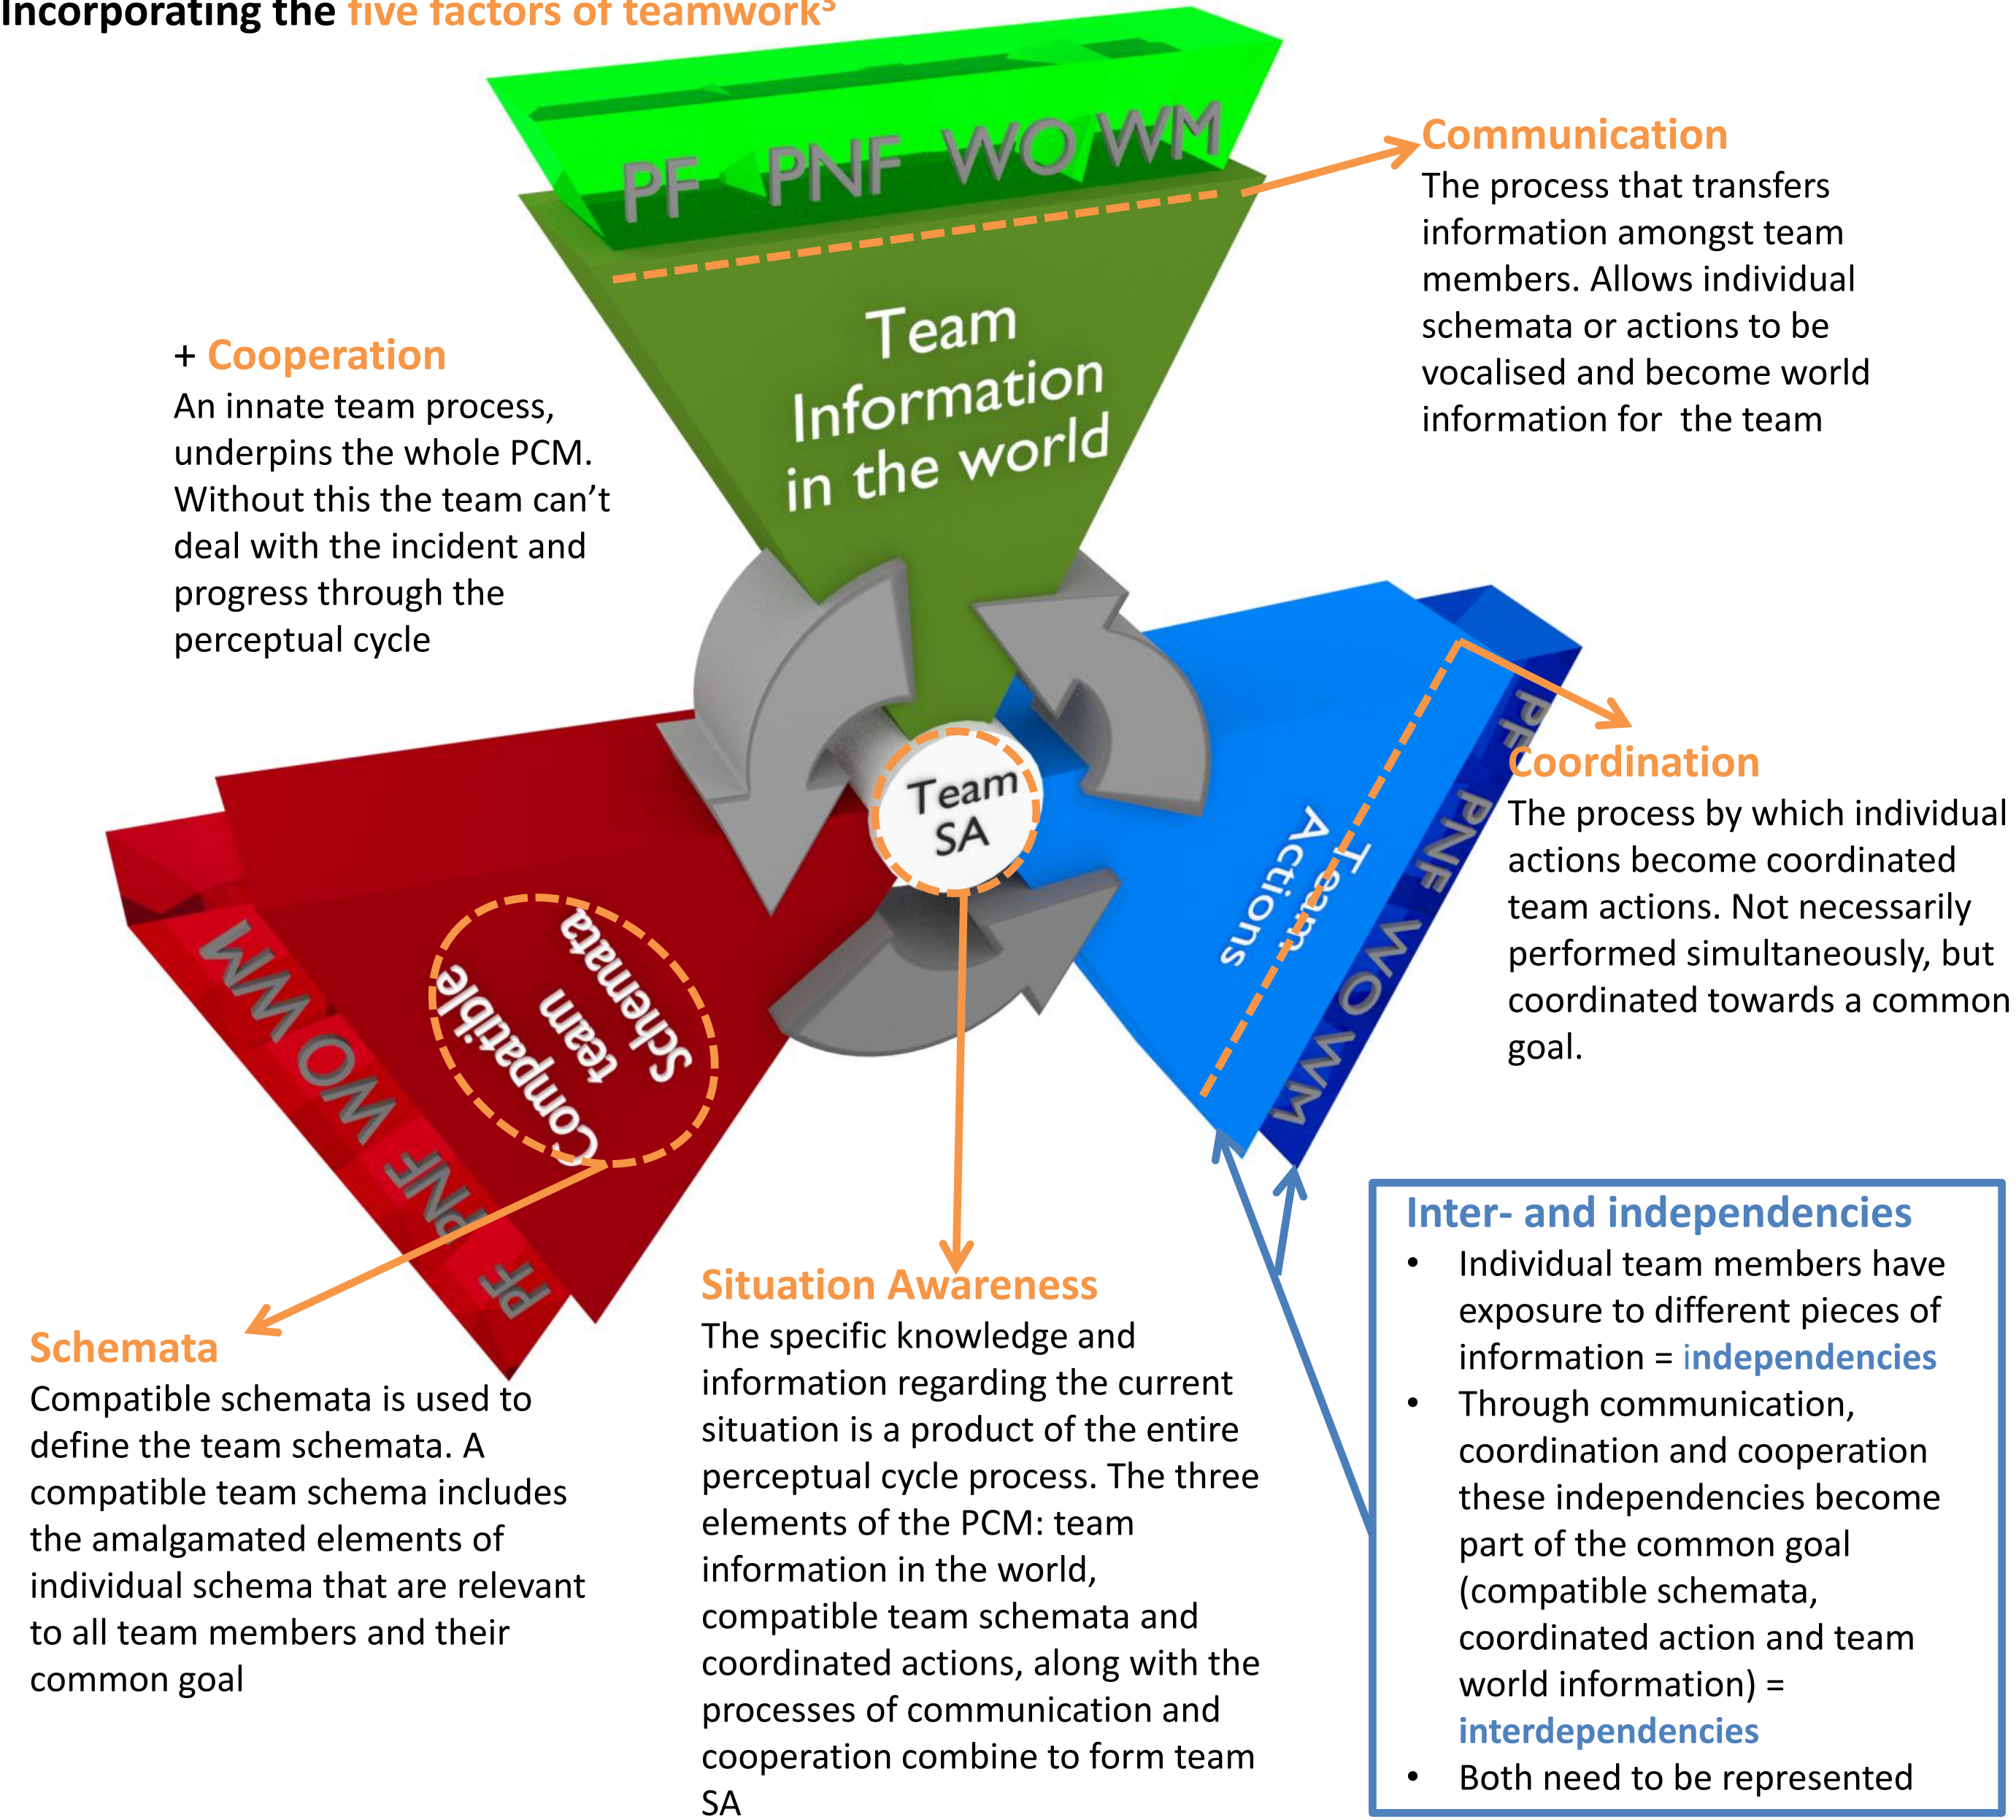 Incorporating the five factors of teamwork³
PF PNF WO WM
Team
Information
in the world
Communication
The process that transfers
information amongst team
members. Allows individual
schemata or actions to be
vocalised and become world
information for the team
+ Cooperation
An innate team process,
underpins the whole PCM.
Without this the team can't
deal with the incident and
progress through the
perceptual cycle
Team
SA
Team
Actions
PF PNF WO WM
Coordination
The process by which individual
actions become coordinated
team actions. Not necessarily
performed simultaneously, but
coordinated towards a common
goal.
Compatible
team
Schemata
PF PNF WO WM
Schemata
Compatible schemata is used to
define the team schemata. A
compatible team schema includes
the amalgamated elements of
individual schema that are relevant
to all team members and their
common goal
Situation Awareness
The specific knowledge and
information regarding the current
situation is a product of the entire
perceptual cycle process. The three
elements of the PCM: team
information in the world,
compatible team schemata and
coordinated actions, along with the
processes of communication and
cooperation combine to form team
SA
Inter- and independencies
• Individual team members have
exposure to different pieces of
information = independencies
• Through communication,
coordination and cooperation
these independencies become
part of the common goal
(compatible schemata,
coordinated action and team
world information) =
interdependencies
• Both need to be represented